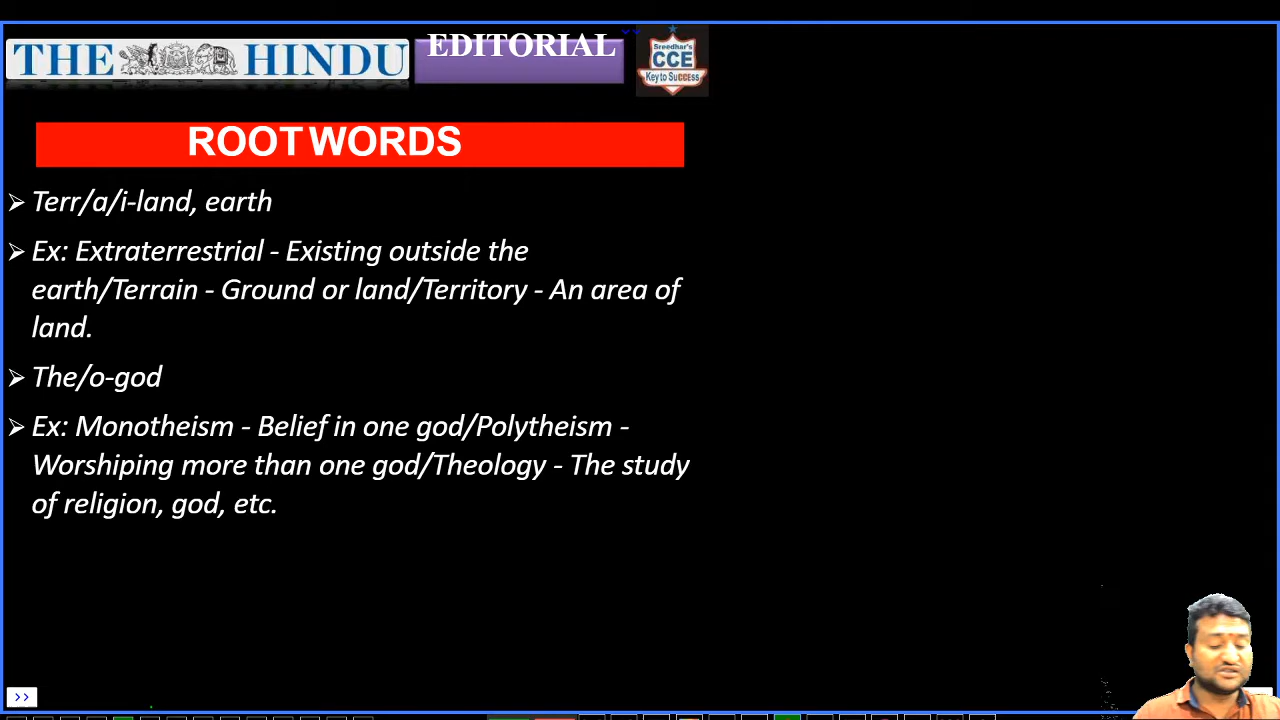 THE HINDU
EDITORIAL
Sreedhar's
CCE
Key to Success
ROOT WORDS
Terr/a/i-land, earth
Ex: Extraterrestrial - Existing outside the
earth/Terrain - Ground or land/Territory - An area of
land.
The/o-god
Ex: Monotheism - Belief in one god/Polytheism -
Worshiping more than one god/Theology - The study
of religion, god, etc.
>>